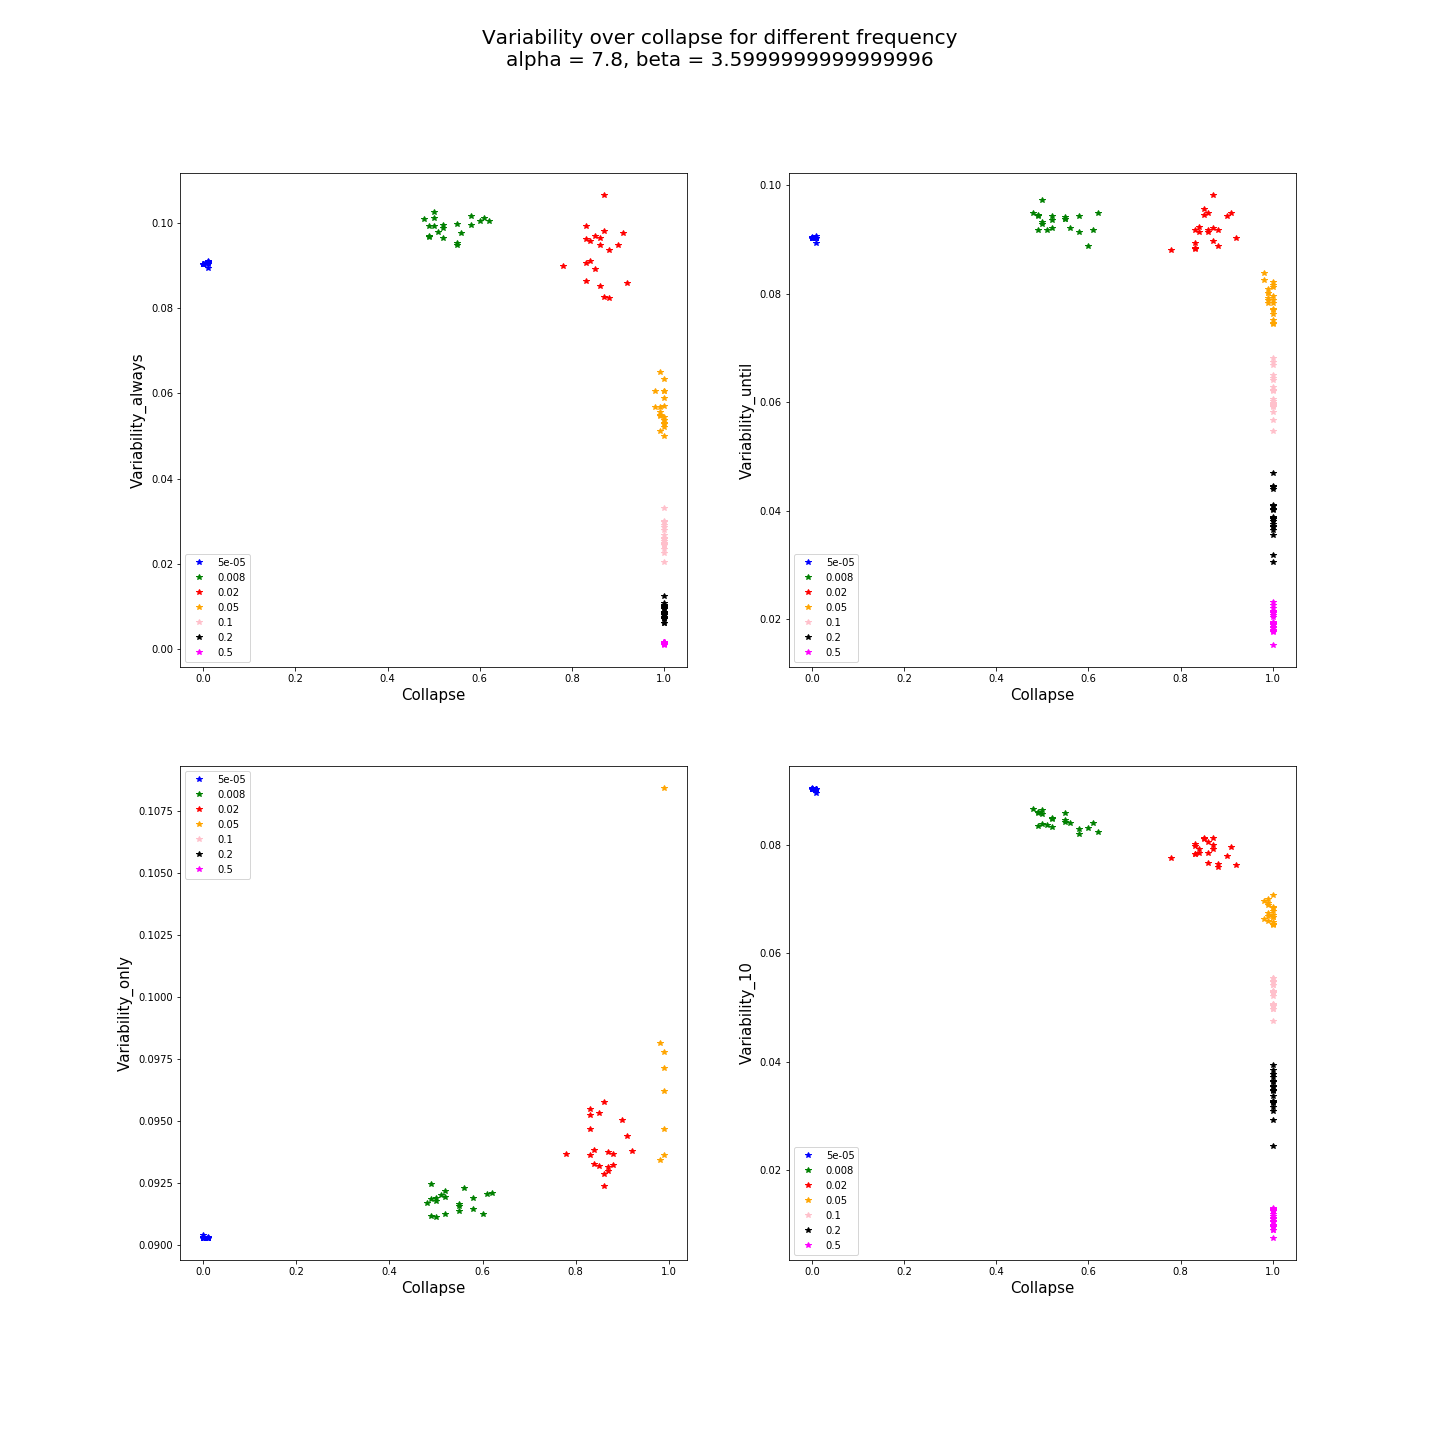 Variability over collapse for different frequency
alpha = 7.8, beta = 3.5999999999999996
0.10
0.08
0.06
0.04
0.02
0.00
Variability_always
5e-05
0.008
0.02
0.05
0.1
0.2
0.5
0.0 0.2 0.4 0.6 0.8 1.0
Collapse
0.10
0.08
0.06
0.04
0.02
Variability_until
5e-05
0.008
0.02
0.05
0.1
0.2
0.5
0.0 0.2 0.4 0.6 0.8 1.0
Collapse
0.1075
0.1050
0.1025
0.1000
0.0975
0.0950
0.0925
0.0900
Variability_only
5e-05
0.008
0.02
0.05
0.1
0.2
0.5
0.0 0.2 0.4 0.6 0.8 1.0
Collapse
0.08
0.06
0.04
0.02
Variability_10
5e-05
0.008
0.02
0.05
0.1
0.2
0.5
0.0 0.2 0.4 0.6 0.8 1.0
Collapse